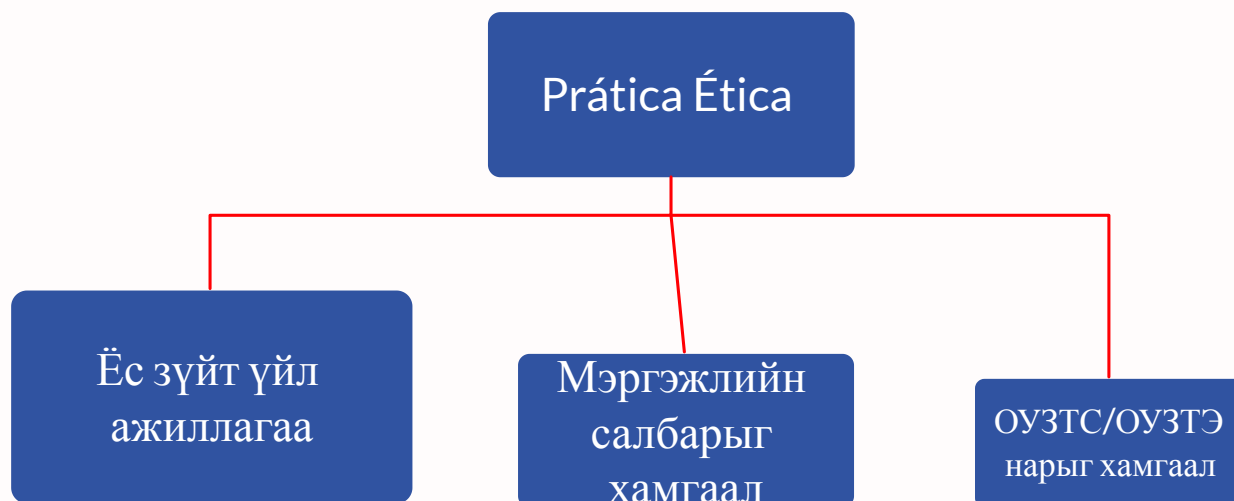 Prática Ética
Ёс зүйт үйл
ажиллагаа
Мэргэжлийн
салбарыг
хамгаал
ОУЗТС/ОУЗТЭ
нарыг хамгаал